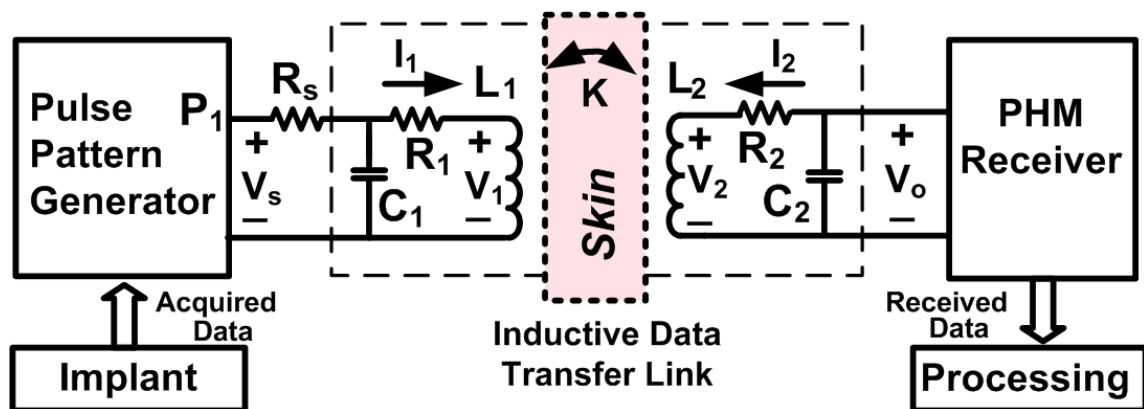 Pulse
Pattern
Generator
P₁
+
Vₛ
–
Rₛ
C₁
I₁
R₁
L₁
+
V₁
–
K
Skin
L₂
I₂
+
V₂
–
R₂
C₂
+
Vₒ
–
PHM
Receiver
Acquired
Data
Implant
Inductive Data
Transfer Link
Received
Data
Processing